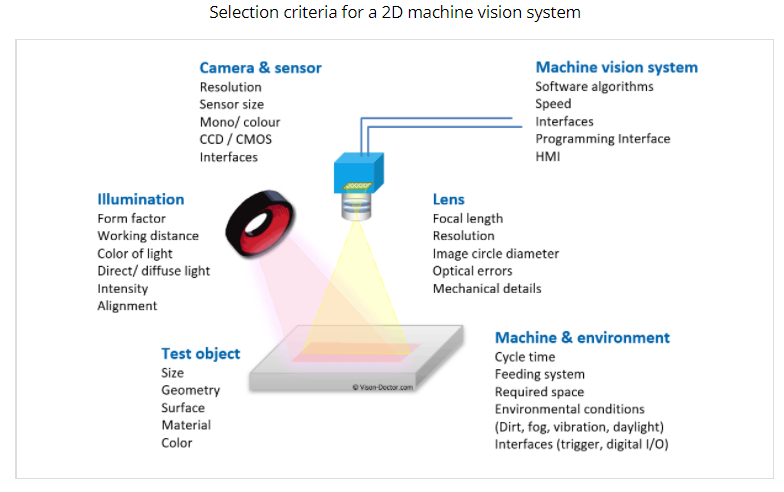 Selection criteria for a 2D machine vision system
Camera & sensor
Resolution
Sensor size
Mono/ colour
CCD / CMOS
Interfaces
Machine vision system
Software algorithms
Speed
Interfaces
Programming Interface
HMI
Illumination
Form factor
Working distance
Color of light
Direct/ diffuse light
Intensity
Alignment
Lens
Focal length
Resolution
Image circle diameter
Optical errors
Mechanical details
Test object
Size
Geometry
Surface
Material
Color
© Vison-Doctor.com
Machine & environment
Cycle time
Feeding system
Required space
Environmental conditions
(Dirt, fog, vibration, daylight)
Interfaces (trigger, digital I/O)